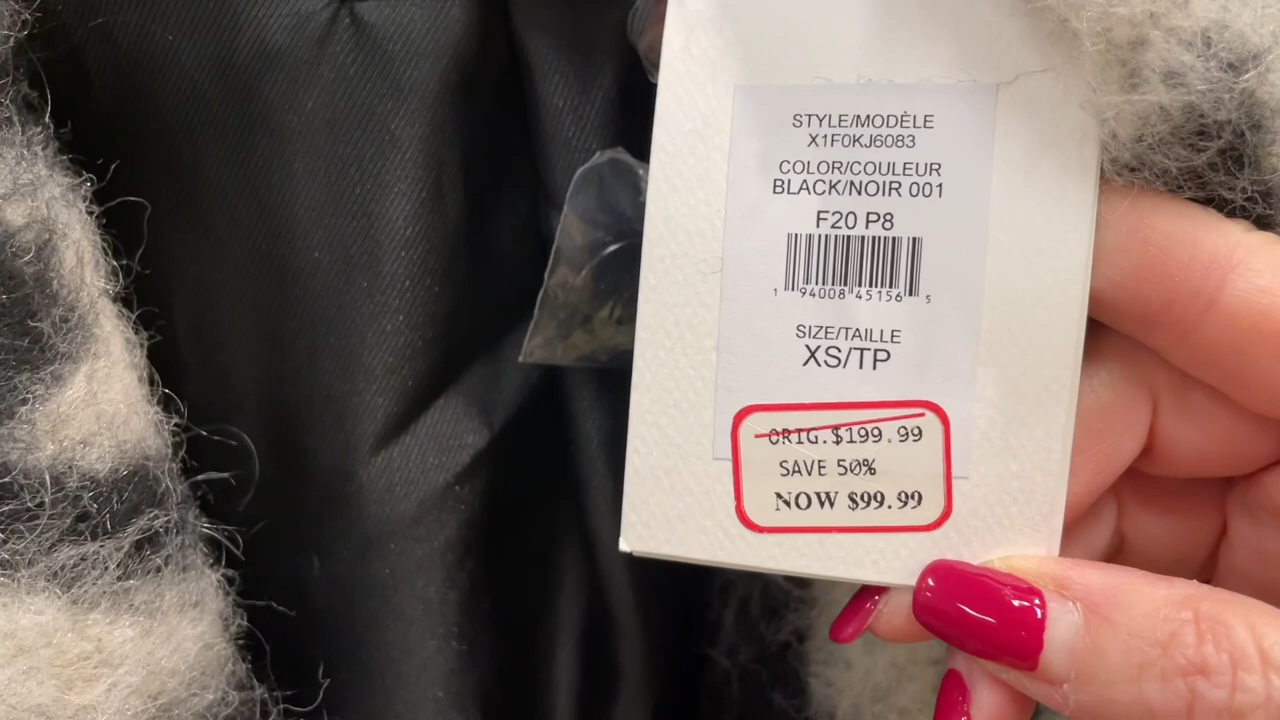 STYLE/MODÈLE
X1F0KJ6083
COLOR/COULEUR
BLACK/NOIR 001
F20 P8
1 94008 45156 5
SIZE/TAILLE
XS/TP
ORIG.$199.99
SAVE 50%
NOW $99.99